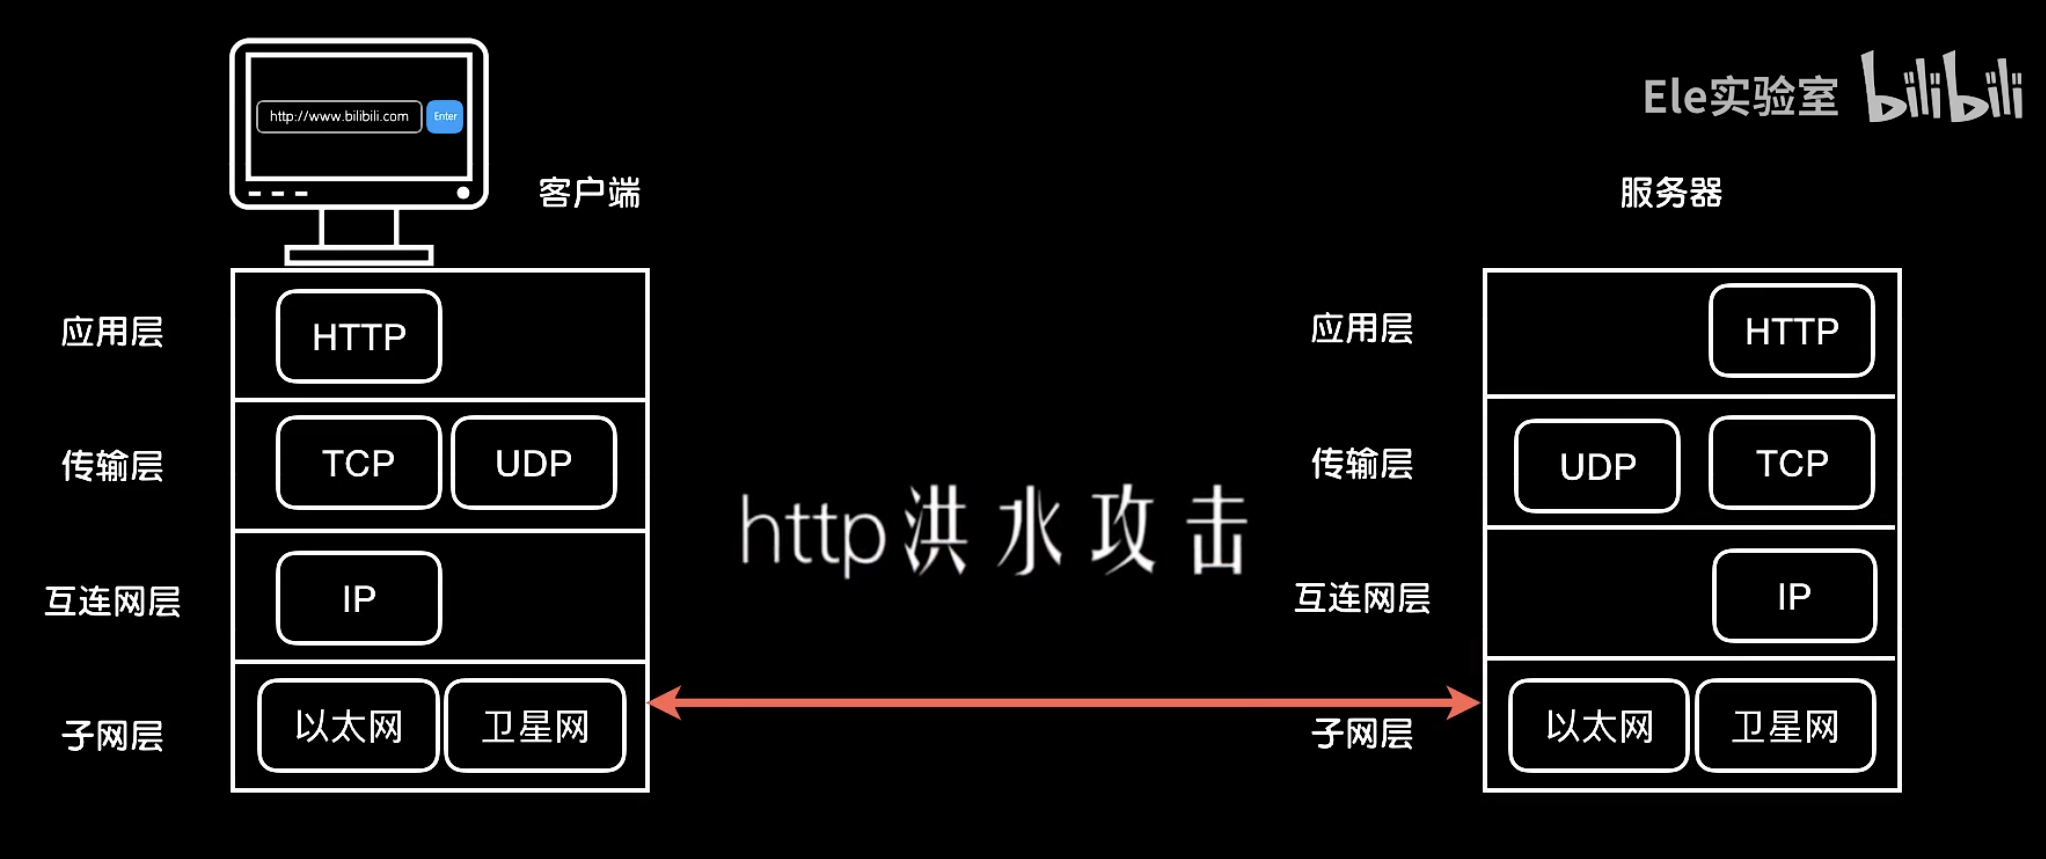 Ele实验室 bilibili
http://www.bilibili.com Enter
客户端
服务器
应用层
HTTP
传输层
TCP UDP
互连网层
IP
子网层
以太网 卫星网
http洪水攻击
应用层
HTTP
传输层
UDP TCP
互连网层
IP
子网层
以太网 卫星网